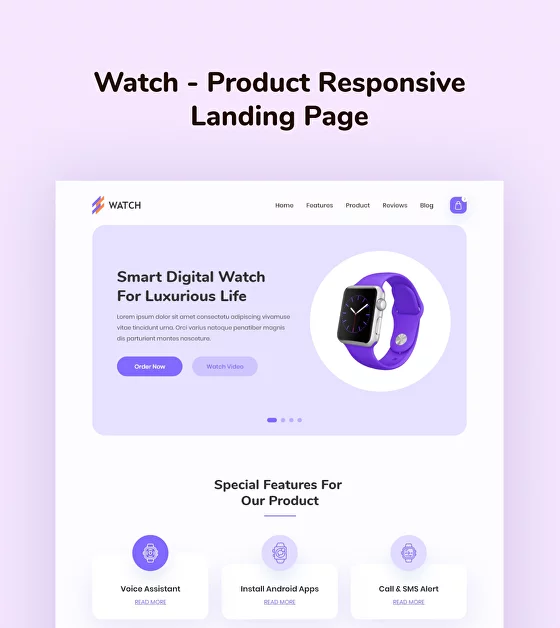 Watch - Product Responsive
Landing Page
WATCH
Home Features Product Reviews Blog
Smart Digital Watch
For Luxurious Life
Lorem ipsum dolor sit amet consectetu adipiscing vivamuse
vitae tincidunt urna. Orci varius natoque penatiber magnis
dis parturient montes nasceture.
Order Now Watch Video
Special Features For
Our Product
Voice Assistant Install Android Apps Call & SMS Alert
READ MORE READ MORE READ MORE